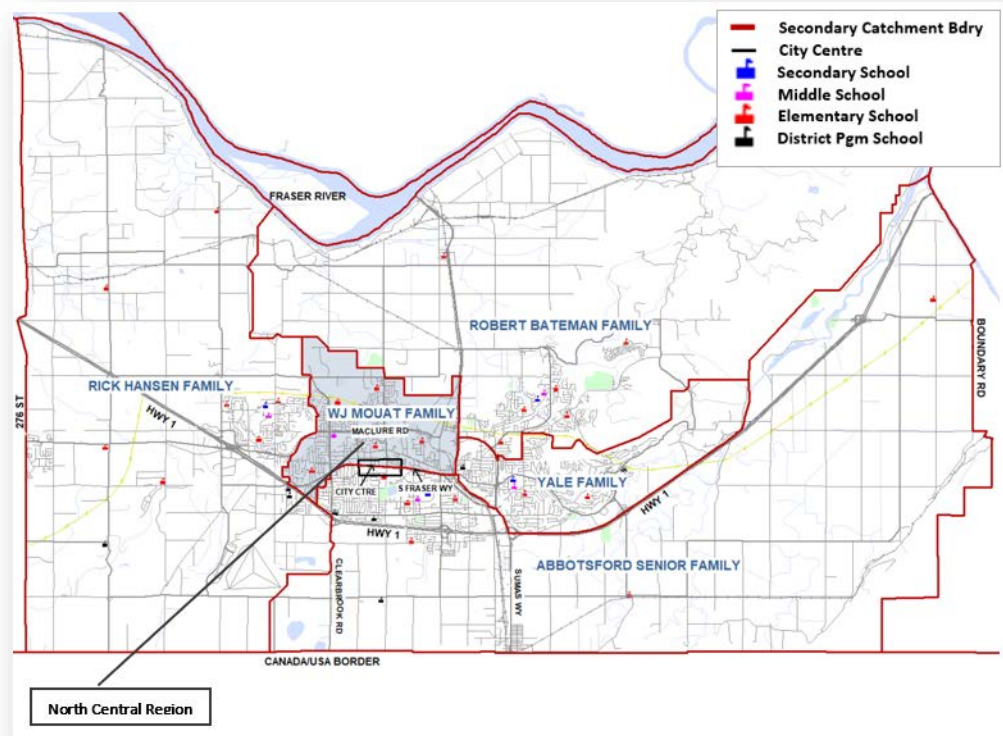 Secondary Catchment Bdry
City Centre
Secondary School
Middle School
Elementary School
District Pgm School
FRASER RIVER
ROBERT BATEMAN FAMILY
RICK HANSEN FAMILY
276 ST
HWY 1
WJ MOUAT FAMILY
MACLURE RD
BOUNDARY RD
CITY CTRE
S FRASER WY
YALE FAMILY
HWY 1
HWY 1
ABBOTSFORD SENIOR FAMILY
CLEARBROOK RD
SUMAS WY
CANADA/USA BORDER
North Central Region